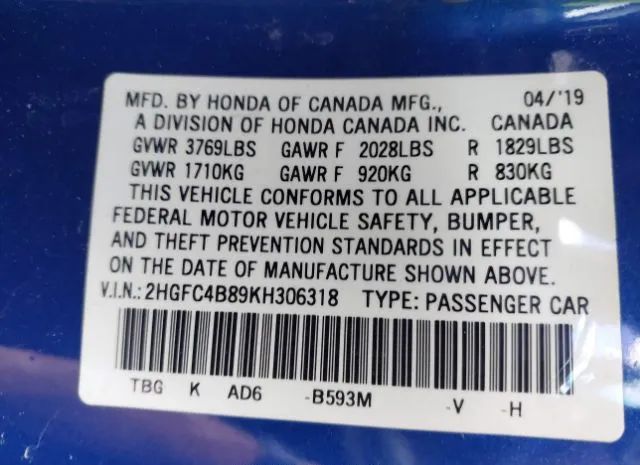 MFD. BY HONDA OF CANADA MFG., 04/'19
A DIVISION OF HONDA CANADA INC. CANADA
GVWR 3769LBS GAWR F 2028LBS R 1829LBS
GVWR 1710KG GAWR F 920KG R 830KG
THIS VEHICLE CONFORMS TO ALL APPLICABLE
FEDERAL MOTOR VEHICLE SAFETY, BUMPER,
AND THEFT PREVENTION STANDARDS IN EFFECT
ON THE DATE OF MANUFACTURE SHOWN ABOVE.
V.I.N.:2HGFC4B89KH306318 TYPE: PASSENGER CAR
TBG K AD6 -B593M -V -H